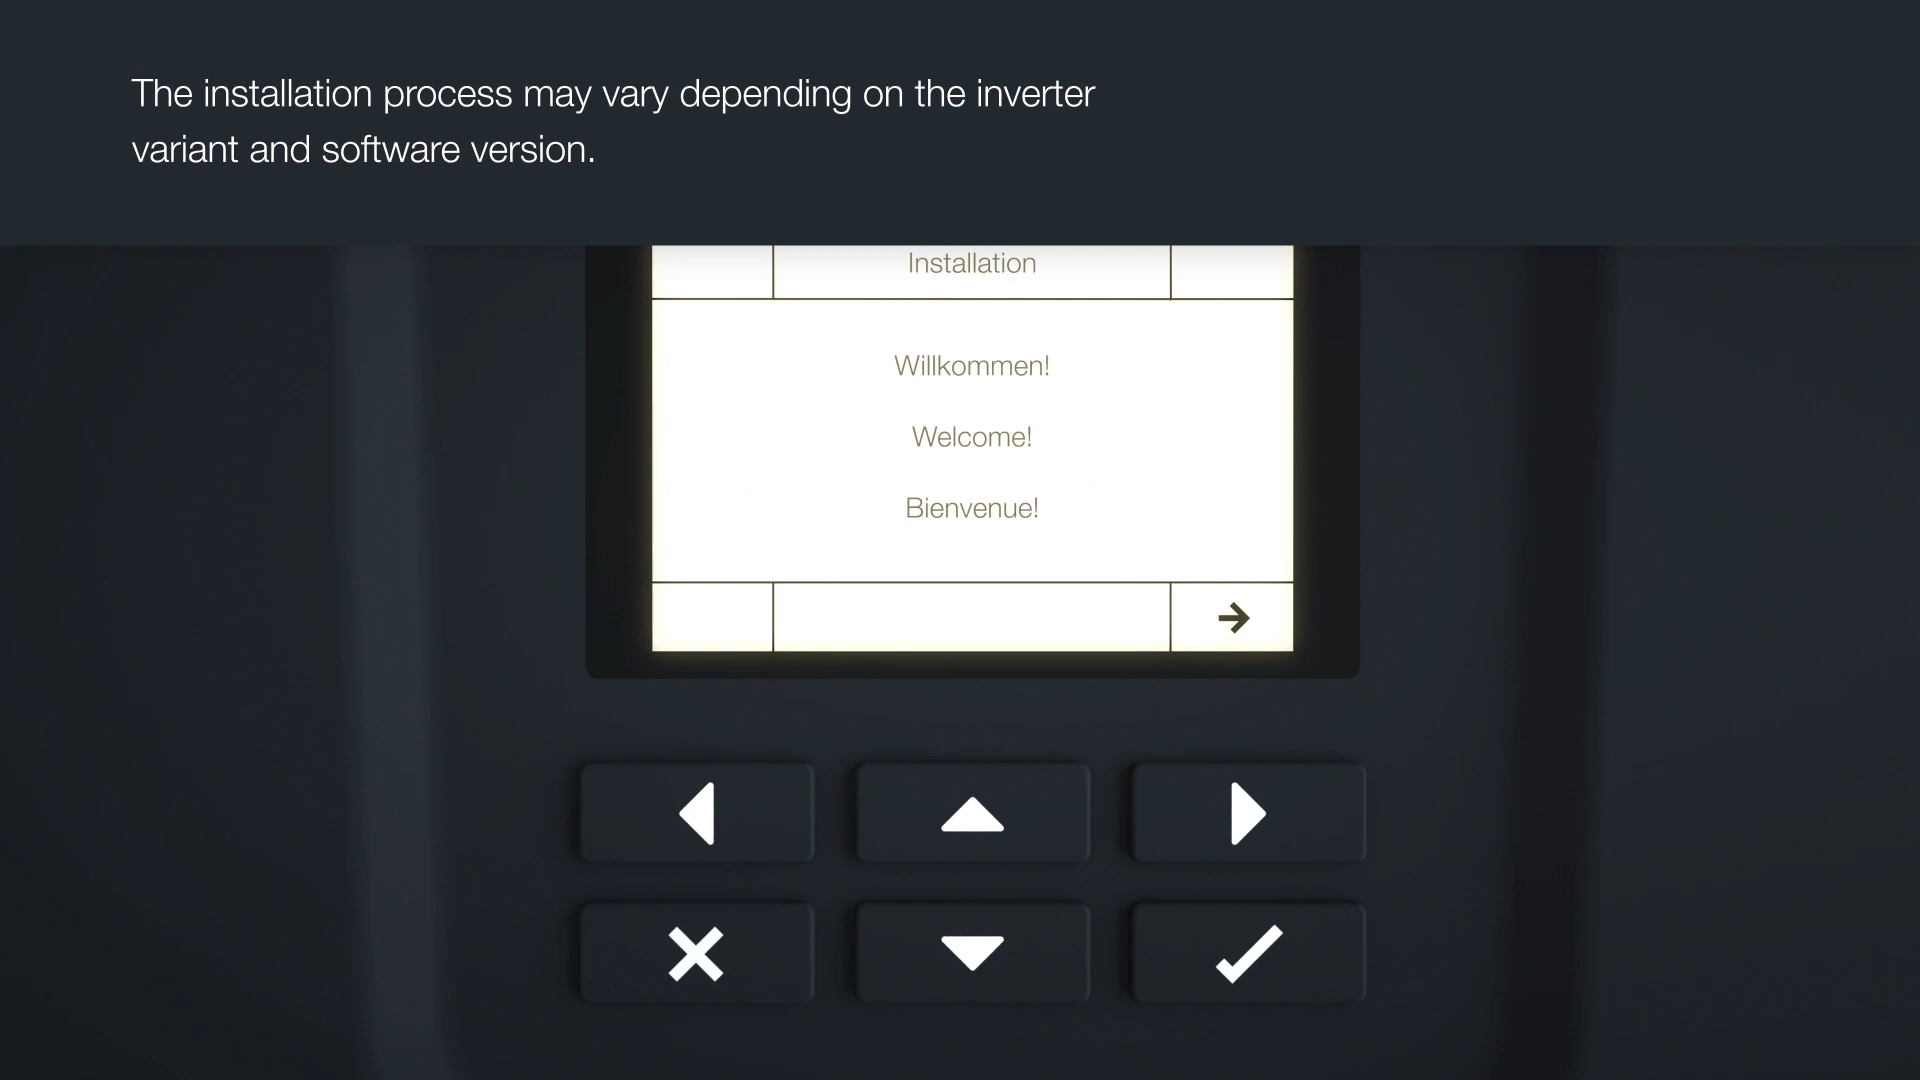 The installation process may vary depending on the inverter
variant and software version.
Installation
Willkommen!
Welcome!
Bienvenue!